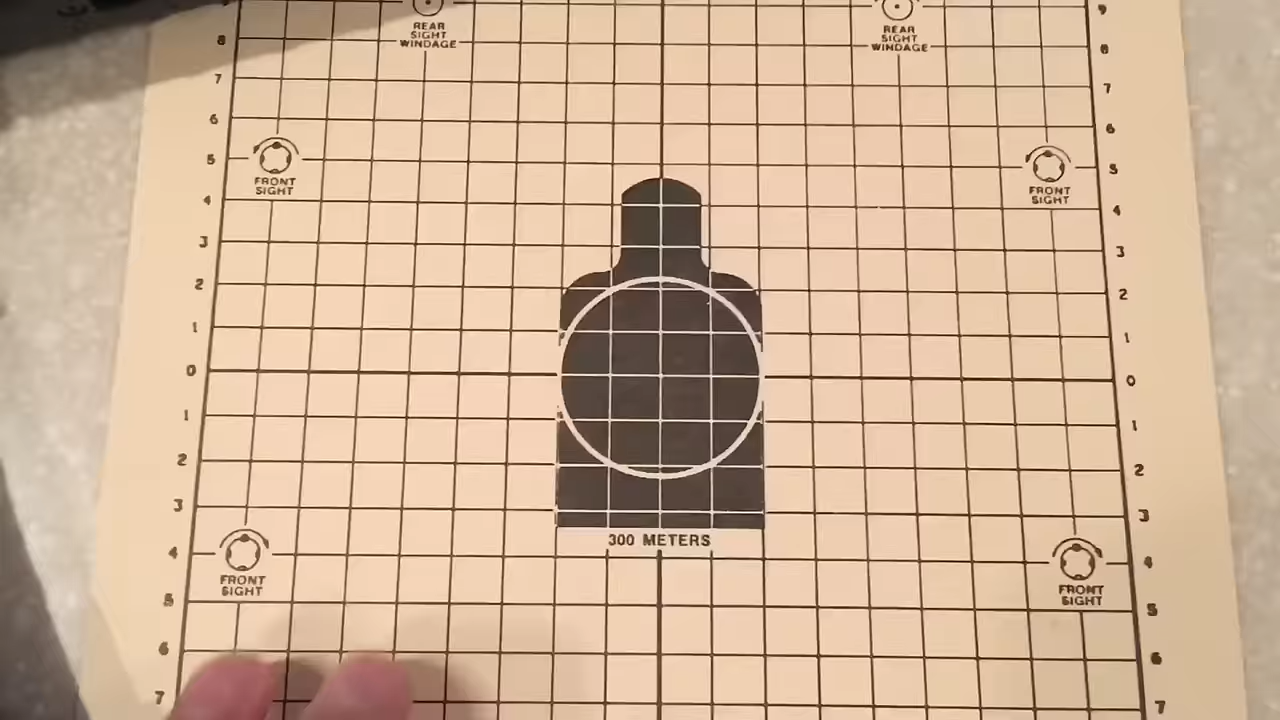 REAR
SIGHT
WINDAGE
REAR
SIGHT
WINDAGE
9
8 8
7 7
6 6
5 5
FRONT
SIGHT
FRONT
SIGHT
4 4
3 3
2 2
1 1
0 0
1 1
2 2
3 3
300 METERS
4 4
FRONT
SIGHT
FRONT
SIGHT
5 5
6 6
7 7